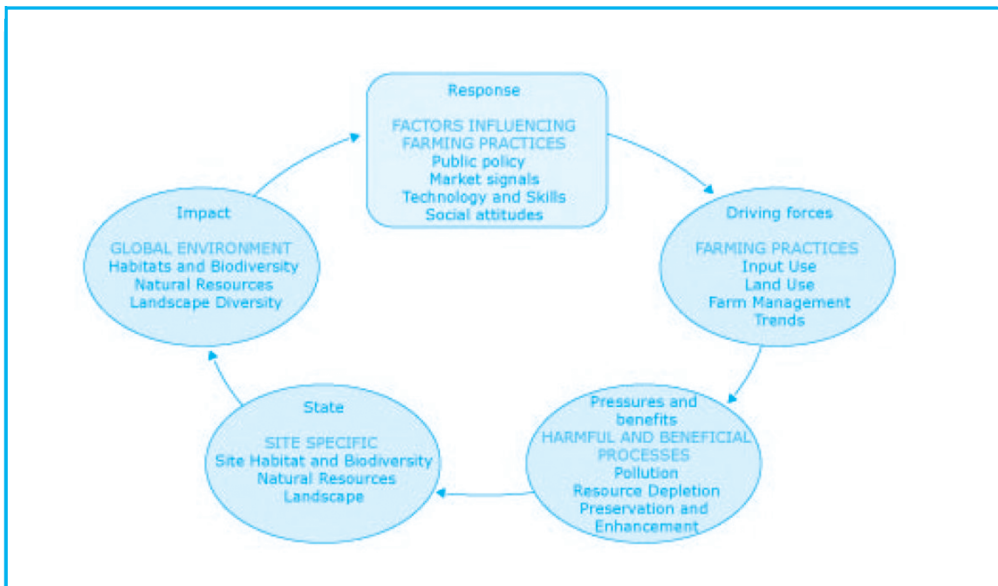 Response
FACTORS INFLUENCING
FARMING PRACTICES
Public policy
Market signals
Technology and Skills
Social attitudes
Impact
GLOBAL ENVIRONMENT
Habitats and Biodiversity
Natural Resources
Landscape Diversity
Driving forces
FARMING PRACTICES
Input Use
Land Use
Farm Management
Trends
State
SITE SPECIFIC
Site Habitat and Biodiversity
Natural Resources
Landscape
Pressures and
benefits
HARMFUL AND BENEFICIAL
PROCESSES
Pollution
Resource Depletion
Preservation and
Enhancement